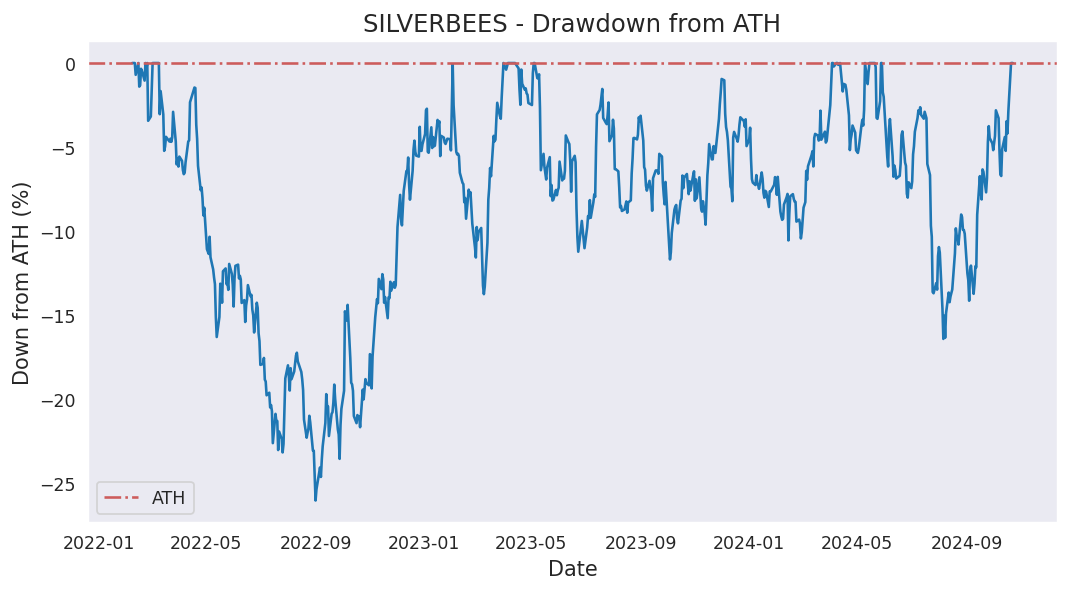 SILVERBEES - Drawdown from ATH
Down from ATH (%)
0
−5
−10
−15
−20
−25
ATH
2022-01 2022-05 2022-09 2023-01 2023-05 2023-09 2024-01 2024-05 2024-09
Date